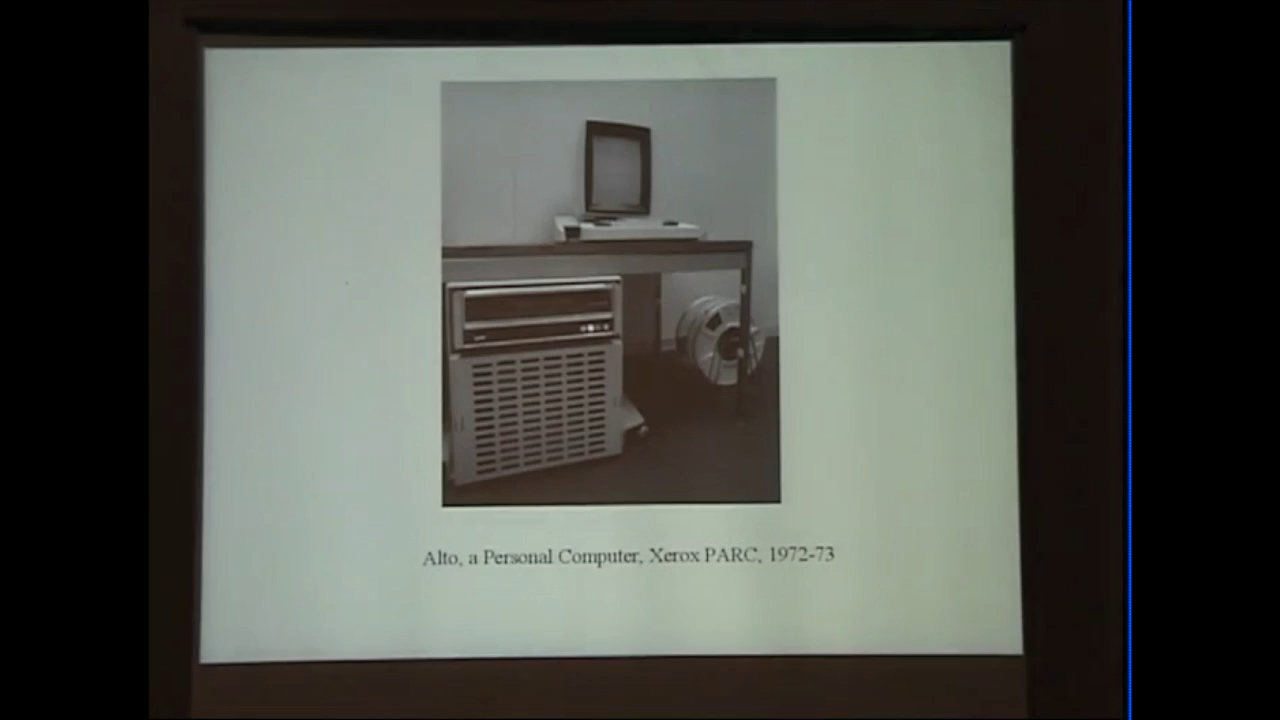 Alto, a Personal Computer, Xerox PARC, 1972-73